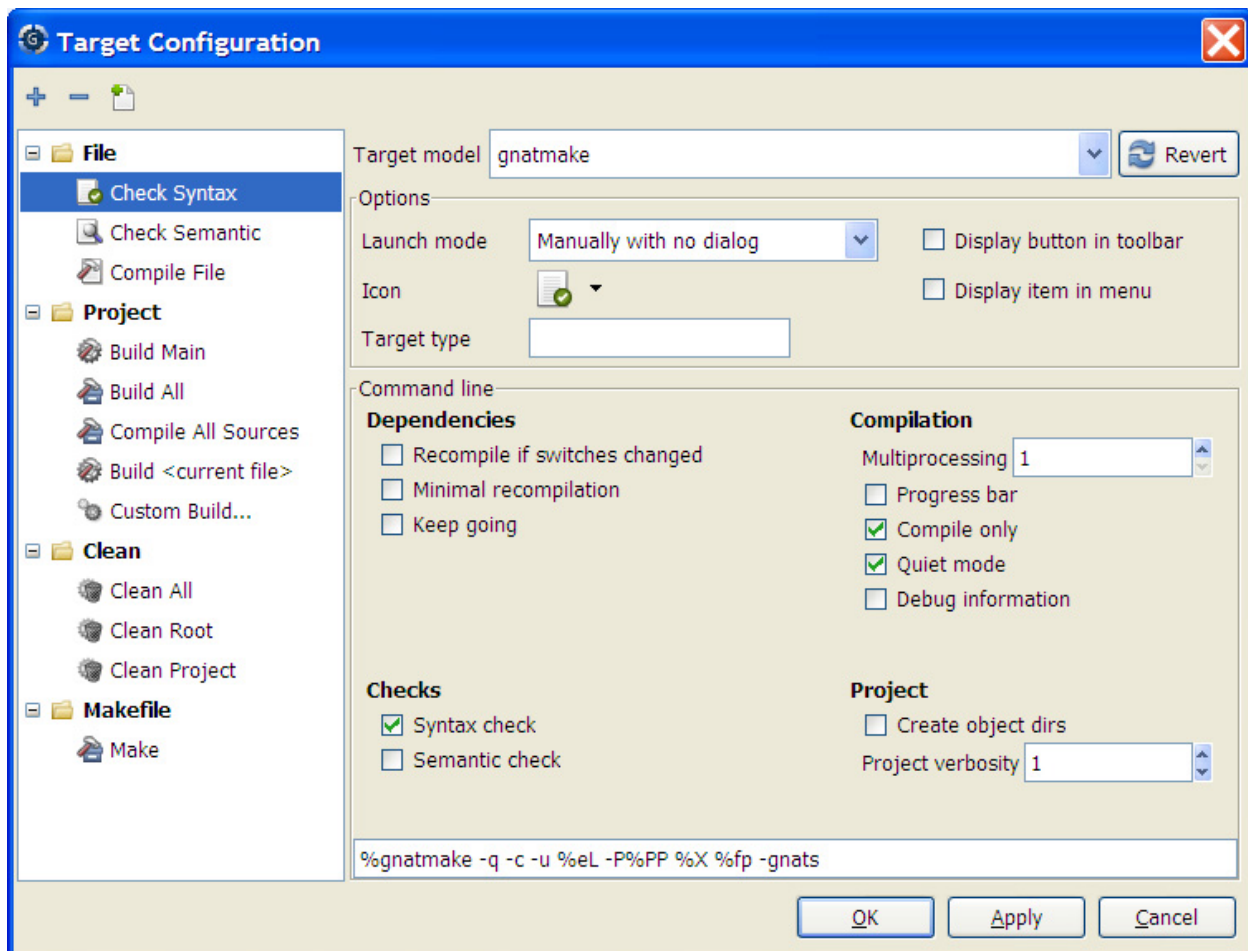 Target Configuration
File
Check Syntax
Check Semantic
Compile File
Project
Build Main
Build All
Compile All Sources
Build <current file>
Custom Build...
Clean
Clean All
Clean Root
Clean Project
Makefile
Make
Target model gnatmake Revert
Options
Launch mode Manually with no dialog Display button in toolbar
Icon Display item in menu
Target type
Command line
Dependencies
Recompile if switches changed
Minimal recompilation
Keep going
Compilation
Multiprocessing 1
Progress bar
Compile only
Quiet mode
Debug information
Checks
Syntax check
Semantic check
Project
Create object dirs
Project verbosity 1
%gnatmake -q -c -u %eL -P%PP %X %fp -gnats
OK Apply Cancel